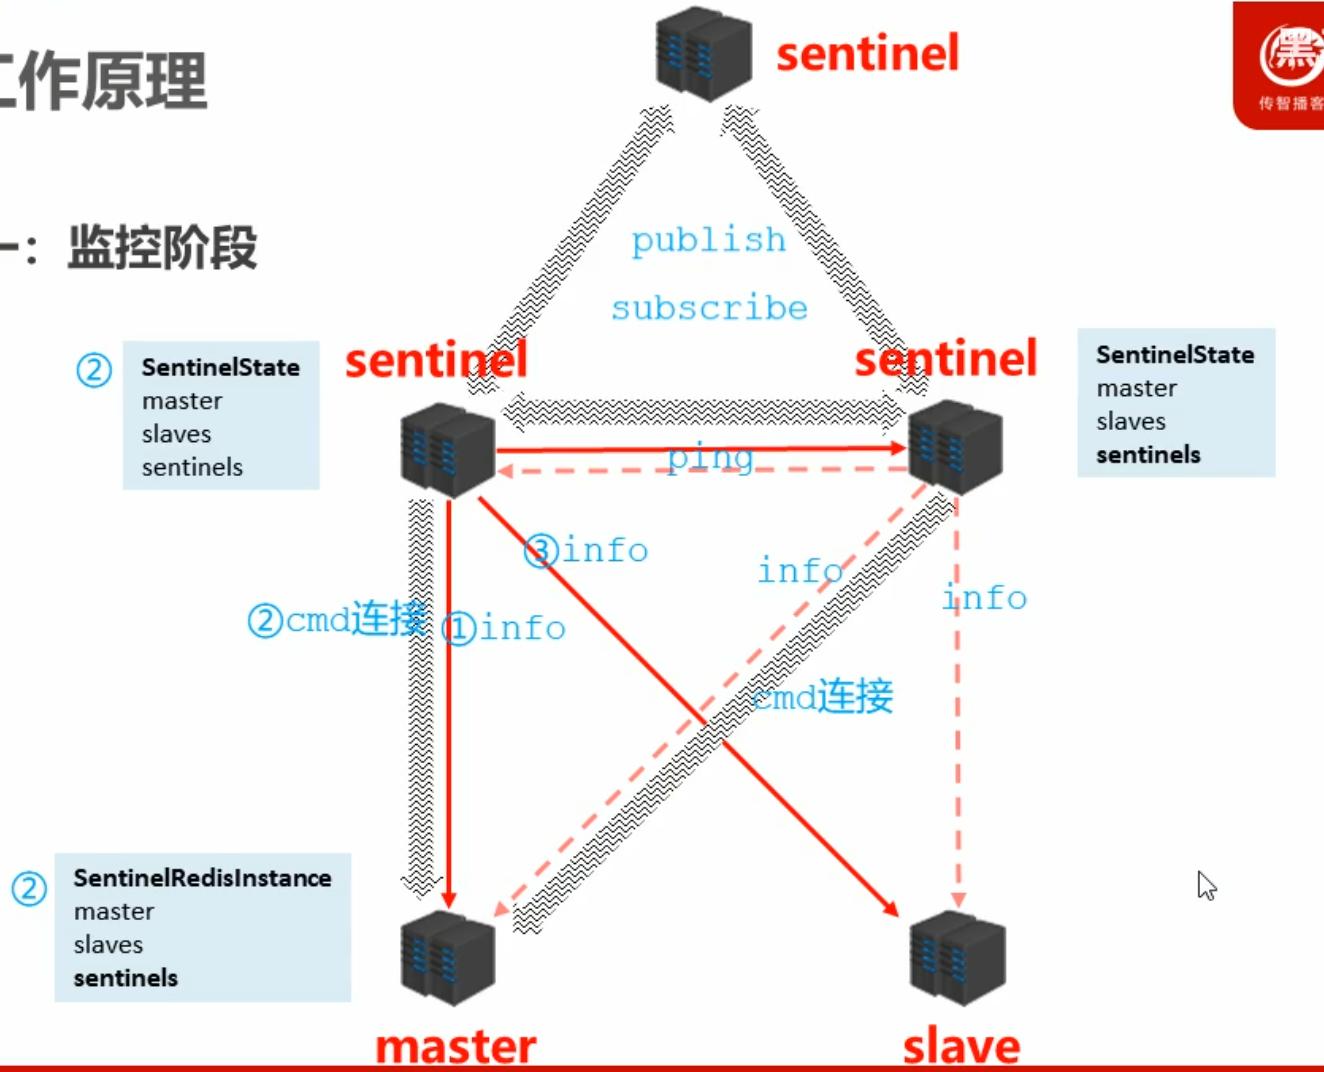 sentinel
黑
传智播客
工作原理
一：监控阶段
publish
subscribe
sentinel
sentinel
②
SentinelState
master
slaves
sentinels
SentinelState
master
slaves
sentinels
ping
③info
info
info
②cmd连接
①info
cmd连接
②
SentinelRedisInstance
master
slaves
sentinels
master
slave